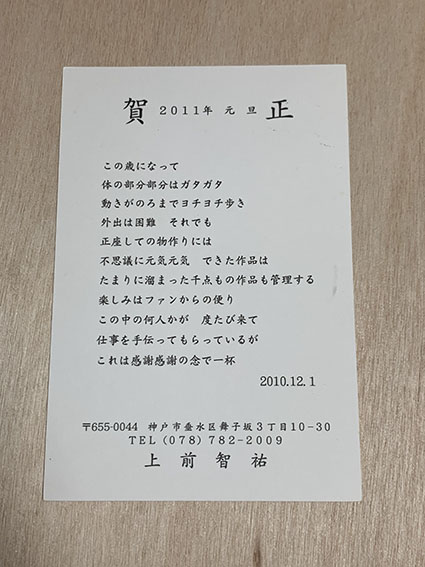 賀 2011年 元 旦 正
この歳になって
体の部分部分はガタガタ
動きがのろまでヨチヨチ歩き
外出は困難 それでも
正座しての物作りには
不思議に元気元気 できた作品は
たまりに溜まった千点もの作品も管理する
楽しみはファンからの便り
この中の何人かが 度たび来て
仕事を手伝ってもらっているが
これは感謝感謝の念で一杯
2010.12.1
〒655-0044 神戸市垂水区舞子坂3丁目10-30
TEL(078)782-2009
上前智祐